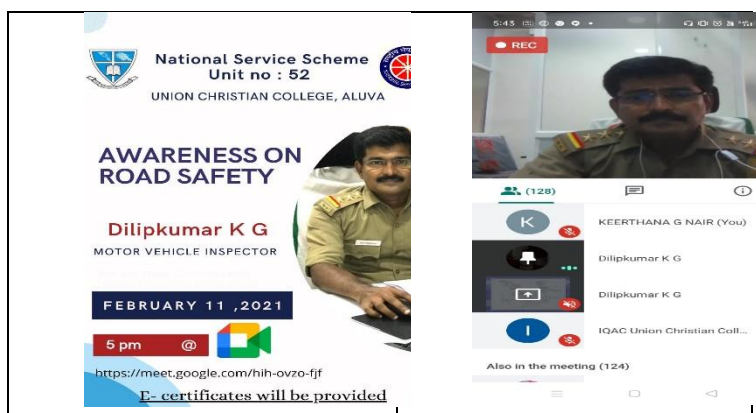 National Service Scheme
Unit no : 52
UNION CHRISTIAN COLLEGE, ALUVA
AWARENESS ON
ROAD SAFETY
Dilipkumar K G
MOTOR VEHICLE INSPECTOR
FEBRUARY 11 ,2021
5 pm @
https://meet.google.com/hih-ovzo-fjf
E- certificates will be provided
5:43
REC
(128)
K
KEERTHANA G NAIR (You)
Dilipkumar K G
Dilipkumar K G
I
IQAC Union Christian Coll...
Also in the meeting (124)